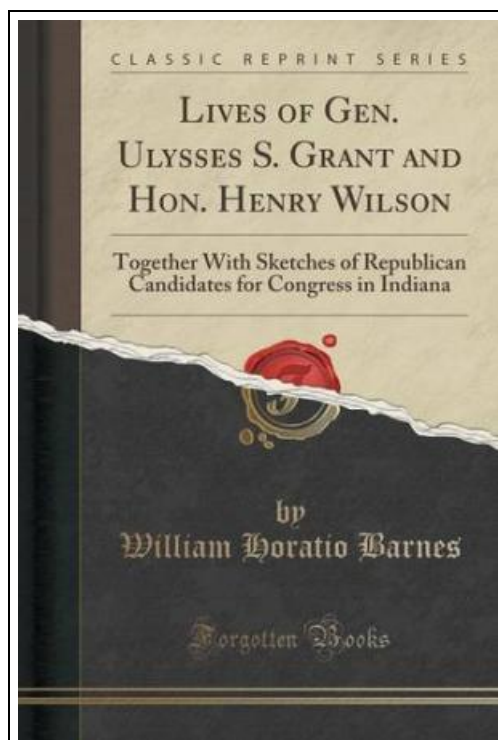 CLASSIC REPRINT SERIES
LIVES OF GEN.
ULYSSES S. GRANT AND
HON. HENRY WILSON
Together With Sketches of Republican
Candidates for Congress in Indiana
F
by
William Horatio Barnes
Forgotten Books